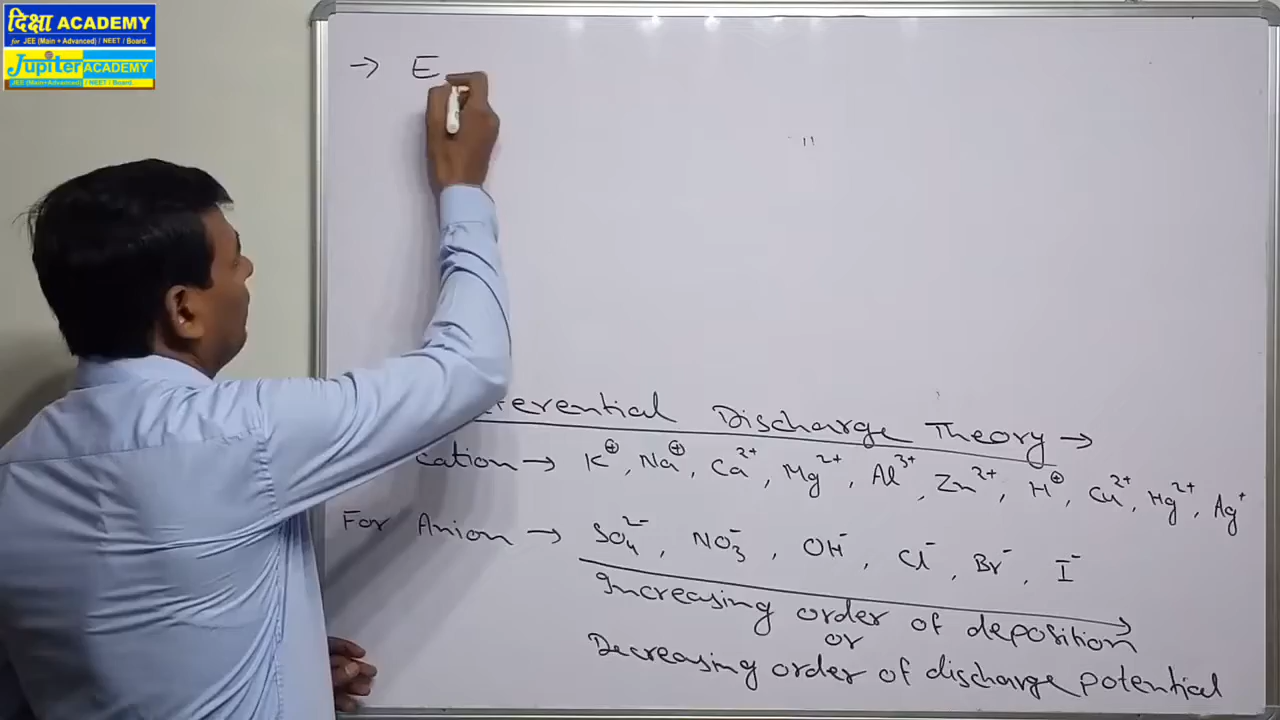 दिक्षा ACADEMY
for JEE (Main + Advanced) / NEET / Board.
Jupiter ACADEMY
JEE (Main+Advanced) / NEET / Board.
→ E
Discharge Theory →
cation → K⊕, Na⊕, Ca²⁺, Mg²⁺, Al³⁺, Zn²⁺, H⊕, Cu²⁺, Hg²⁺, Ag⁺
For Anion → SO₄²⁻, NO₃⁻, OH⁻, Cl⁻, Br⁻, I⁻
Increasing order of deposition
or
Decreasing order of discharge potential